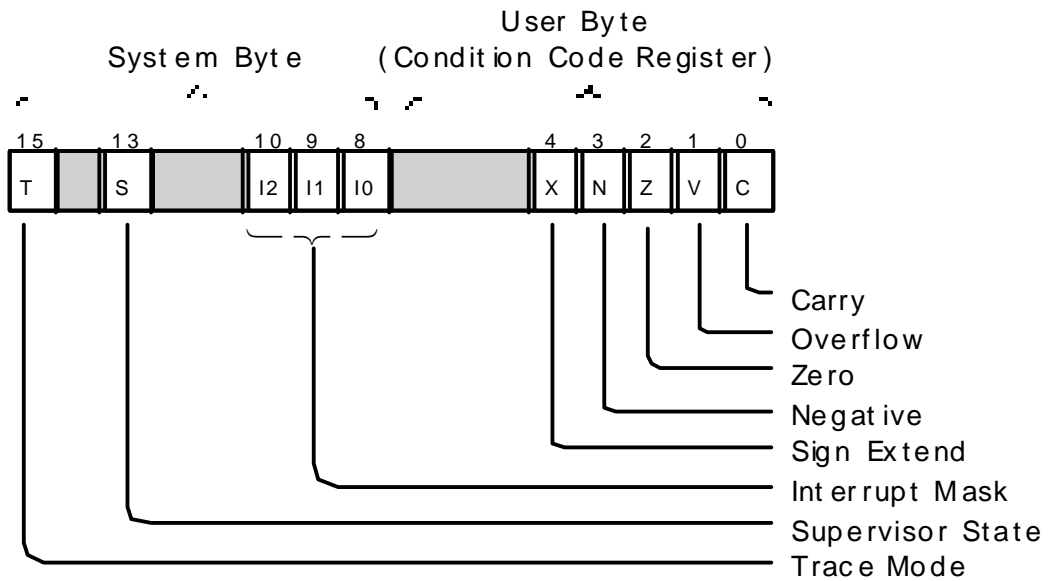 User Byte
System Byte (Condition Code Register)
15 13 10 9 8 4 3 2 1 0
T S I2 I1 I0 X N Z V C
Carry
Overflow
Zero
Negative
Sign Extend
Interrupt Mask
Supervisor State
Trace Mode